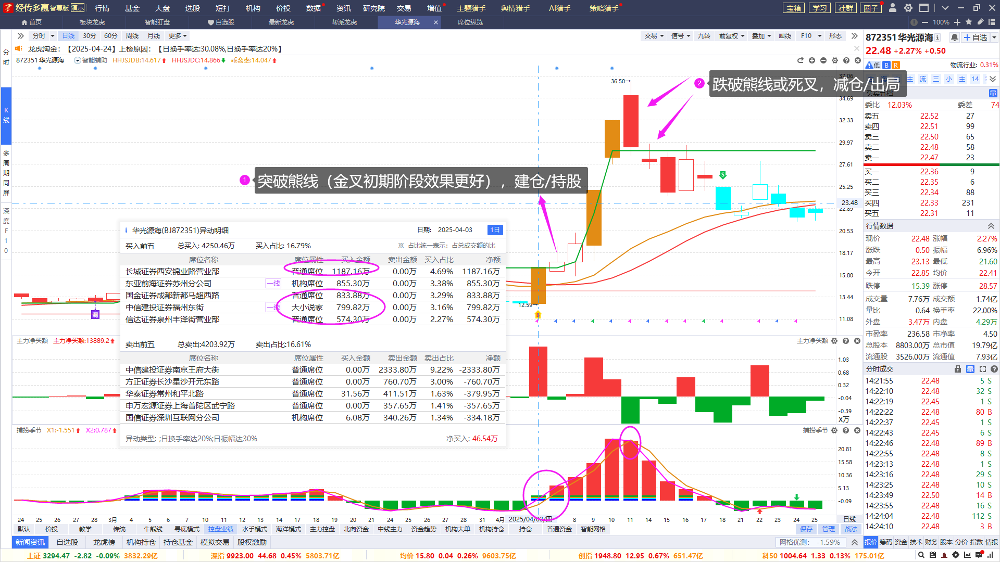 经传多赢 智尊版 演示 行情 基金 大盘 选股 短打 机构 价投 数据 资讯 研究院 交易 增值 主题猎手 舆情猎手 AI猎手 策略猎手 宝箱 学习 社群 圈子
首页 板块龙虎 智能盯盘 自选股 最新龙虎 帮派龙虎 华光源海 × 席位纵览 100%
分时 日线 30分 60分 周线 月线 更多 交易 信号 九转 前复权 叠加 画线 F10 形态
龙虎淘金： 【2025-04-24】上榜原因： 【日换手率达:30.08%,日换手率达20%】
872351 华光源海 智能辅助 HHJSJDB:14.617 HHJSJDC:14.866 乖离率:14.047
分时
K线
多周期同屏
深度F10
37.06
34.69
32.33
29.97
27.61
25.25
23.48
22.89
20.53
18.17
15.80
13.44
11.08
36.50
12.59
2 跌破熊线或死叉，减仓/出局
1 突破熊线（金叉初期阶段效果更好），建仓/持股
S
调
B
华光源海(BJ872351)异动明细 日期: 2025-04-03 1日
买入前五 总买入: 4250.46万 买入占比: 16.79% ※ 占比统一表示：占总成交额的比
席位名称 席位属性 买入金额 卖出金额 买入占比 净额
长城证券西安锦业路营业部 普通席位 1187.16万 0.00万 4.69% 1187.16万
东亚前海证券苏州分公司 一线 机构席位 855.30万 0.00万 3.38% 855.30万
国金证券成都新都马超西路 普通席位 833.88万 0.00万 3.29% 833.88万
中信建投证券福州东街 一线 大小说家 799.82万 0.00万 3.16% 799.82万
信达证券泉州丰泽街营业部 普通席位 574.30万 0.00万 2.27% 574.30万
卖出前五 总卖出:4203.92万 卖出占比:16.61%
席位名称 席位属性 买入金额 卖出金额 卖出占比 净额
中信建投证券南京王府大街 普通席位 0.00万 2333.80万 9.22% -2333.80万
方正证券长沙星沙开元东路 普通席位 0.00万 760.70万 3.00% -760.70万
华泰证券常州和平北路 普通席位 31.56万 411.51万 1.63% -379.95万
申万宏源证券上海普陀区武宁路 普通席位 0.00万 357.65万 1.41% -357.65万
国信证券深圳互联网分公司 机构席位 6.08万 340.26万 1.34% -334.18万
异动类型: ;日换手率达20%;日振幅达30% 净买入: 46.54万
主力净买额 主力净买额:13889.2 主力净买额
1.03
0.68
0.32
-0.04
-0.39
X万
捕捞季节 X1:-1.551 X2:0.787 捕捞季节
20.81
15.58
10.36
5.13
-0.09
24 25 26 27 28 3月 4 5 6 7 10 11 12 13 14 17 18 19 20 21 24 25 26 27 28 31 4月 2025/04/03/四 8 9 10 11 14 15 16 17 18 21 22 23 24 25 日线
默认 价投 教学 传统 牛熊线 寻底模式 控盘业绩 水手模式 海洋模式 主力控盘 北向资金 中线主力 资金趋势 机构大单 机构持仓 持仓 普通资金 智能网格 保存 管理 战法
新闻资讯 自选股 龙虎榜 机构持仓 持仓基金 模拟交易 股权激励 网格优测: -1.59%
上证 3294.47 -2.82 -0.09% 3832.29亿 深指 9923.00 44.68 0.45% 5803.71亿 均价 15.80 0.04 0.26% 9603.75亿 创指 1948.80 12.95 0.67% 651.47亿 科50 1004.64 1.33 0.13% 175.01亿
872351 华光源海 自选
22.48 +2.27% +0.50
低 B R 物流行业: 0.31%
主 流 三 小 主 14
买卖五档 量
委比 12.03% 委差 74
卖五 22.52 27
卖四 22.51 99
卖三 22.50 65
卖二 22.48 58
卖一 22.47 23
买一 22.36 9
买二 22.35 6
买三 22.34 88
买四 22.33 231
买五 22.31 11
行情数据
现价 22.48 涨幅 2.27%
涨跌 0.50 振幅 6.96%
最高 23.13 最低 21.60
今开 22.85 均价 22.41
跌停 15.39 涨停 28.57
成交量 7.76万 成交额 1.74亿
量比 0.64 换手率 22.00%
外盘 3.47万 内盘 4.29万
市盈率 236.58 市净率 4.50
总股本 8803.00万 总市值 19.79亿
流通股 3526.00万 流通值 7.93亿
分时成交 量
14:21:55 22.48 5 S
14:22:10 22.48 32 S
14:22:19 22.45 1 S
14:22:22 22.48 80 B
14:22:37 22.45 1 S
14:22:43 22.45 6 S
14:22:46 22.48 89 B
14:22:55 22.48 8 S
14:23:13 22.48 1 S
14:23:16 22.48 29 S
14:23:25 22.48 10 S
14:23:49 22.50 14 B
14:23:55 22.48 16 S
14:24:04 22.48 112 S
14:24:10 22.48 3 B
报价 筹码 资金 技术 财务 股本 分价 指数 情报